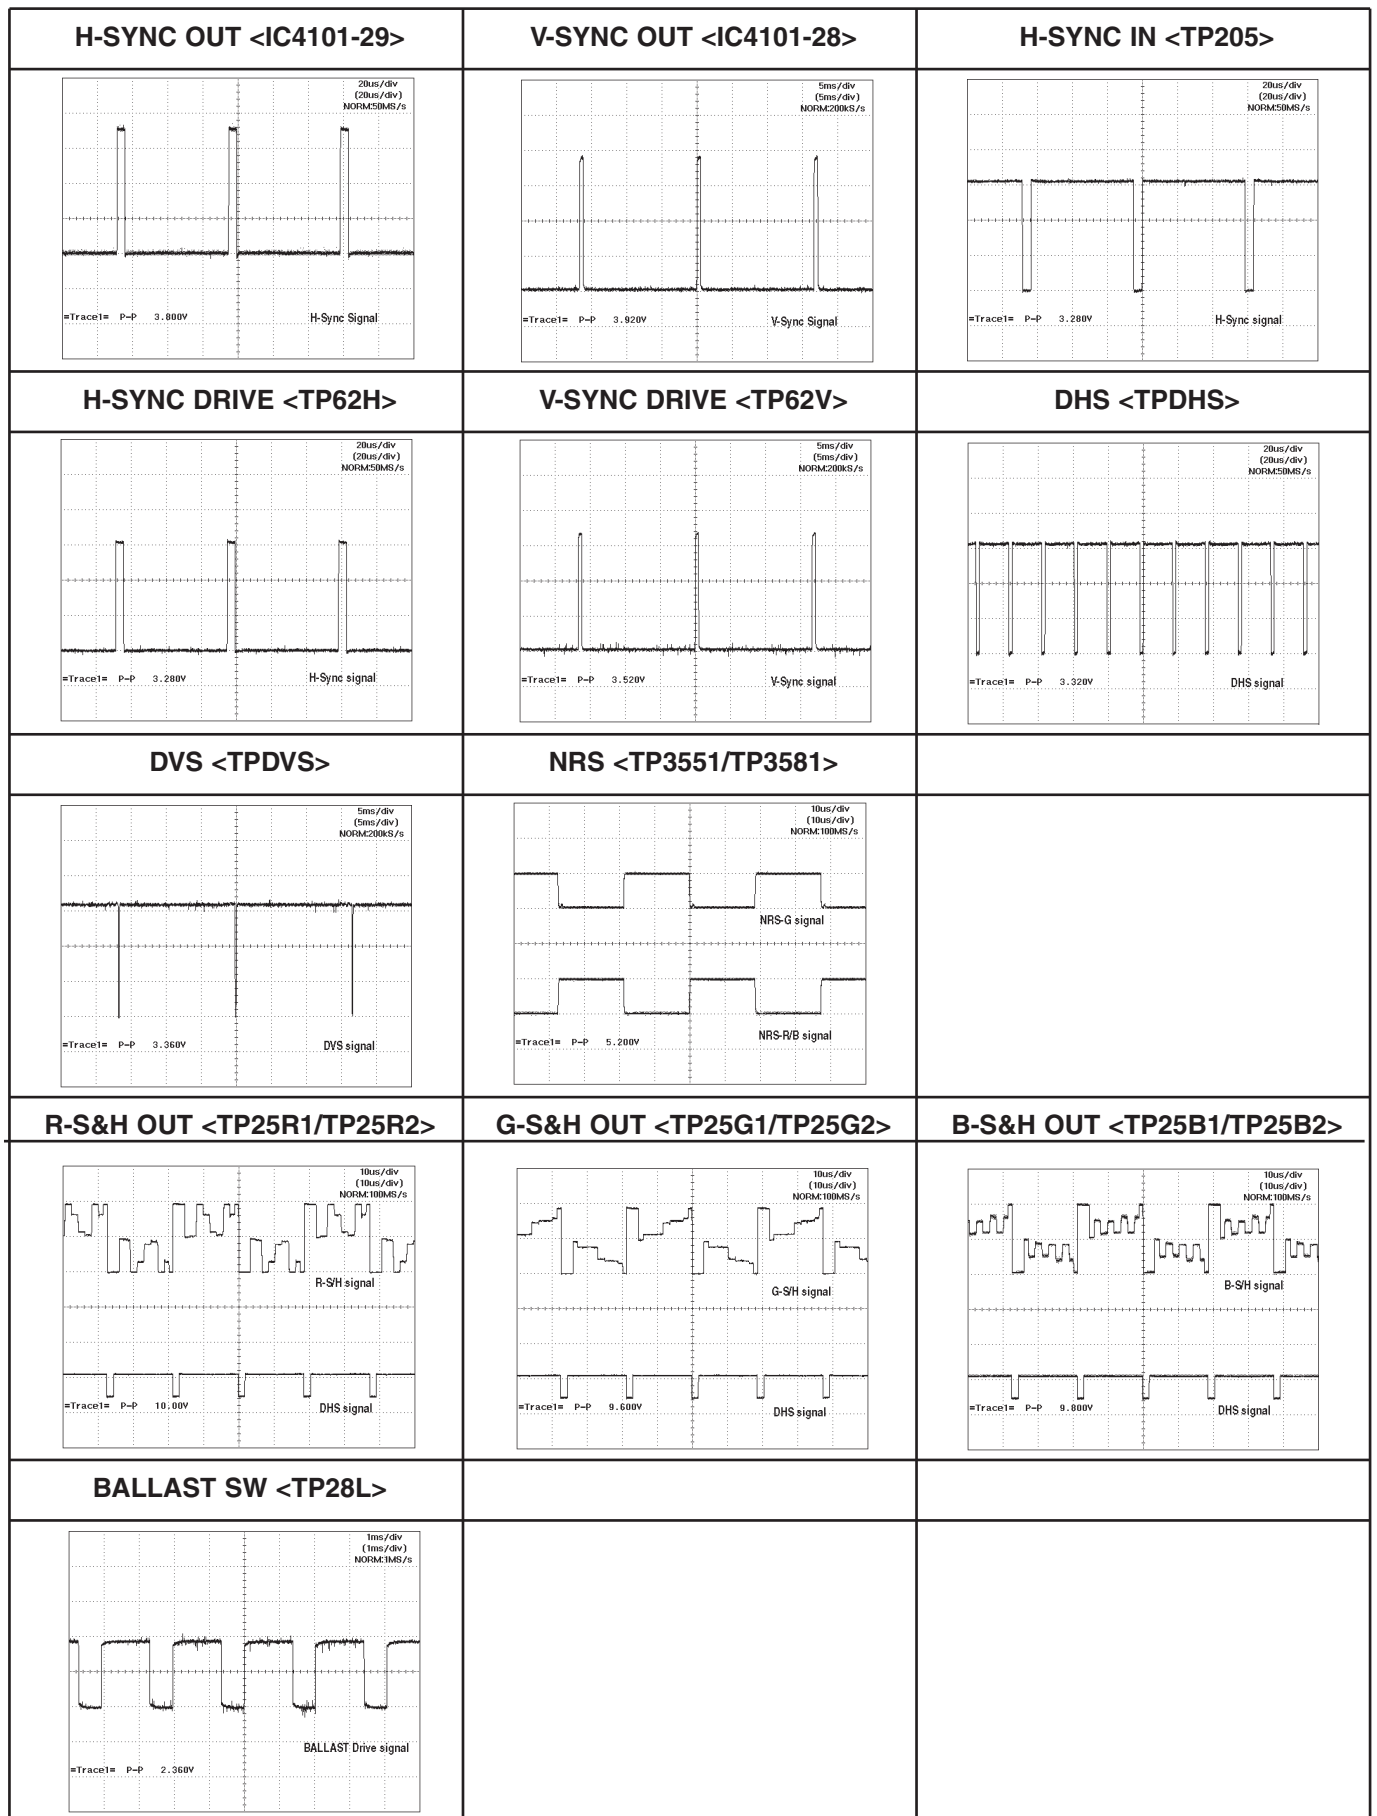 H-SYNC OUT <IC4101-29>
V-SYNC OUT <IC4101-28>
H-SYNC IN <TP205>
20us/div
(20us/div)
NORM:50MS/s
=Trace1= P-P 3.800V
H-Sync Signal
5ms/div
(5ms/div)
NORM:200kS/s
=Trace1= P-P 3.920V
V-Sync Signal
20us/div
(20us/div)
NORM:50MS/s
=Trace1= P-P 3.280V
H-Sync signal
H-SYNC DRIVE <TP62H>
V-SYNC DRIVE <TP62V>
DHS <TPDHS>
20us/div
(20us/div)
NORM:50MS/s
=Trace1= P-P 3.280V
H-Sync signal
5ms/div
(5ms/div)
NORM:200kS/s
=Trace1= P-P 3.520V
V-Sync signal
20us/div
(20us/div)
NORM:50MS/s
=Trace1= P-P 3.320V
DHS signal
DVS <TPDVS>
NRS <TP3551/TP3581>
5ms/div
(5ms/div)
NORM:200kS/s
=Trace1= P-P 3.360V
DVS signal
10us/div
(10us/div)
NORM:100MS/s
NRS-G signal
NRS-R/B signal
=Trace1= P-P 5.200V
R-S&H OUT <TP25R1/TP25R2>
G-S&H OUT <TP25G1/TP25G2>
B-S&H OUT <TP25B1/TP25B2>
10us/div
(10us/div)
NORM:100MS/s
R-S/H signal
=Trace1= P-P 10.00V
DHS signal
10us/div
(10us/div)
NORM:100MS/s
G-S/H signal
=Trace1= P-P 9.600V
DHS signal
10us/div
(10us/div)
NORM:100MS/s
B-S/H signal
=Trace1= P-P 9.800V
DHS signal
BALLAST SW <TP28L>
1ms/div
(1ms/div)
NORM:1MS/s
BALLAST Drive signal
=Trace1= P-P 2.360V